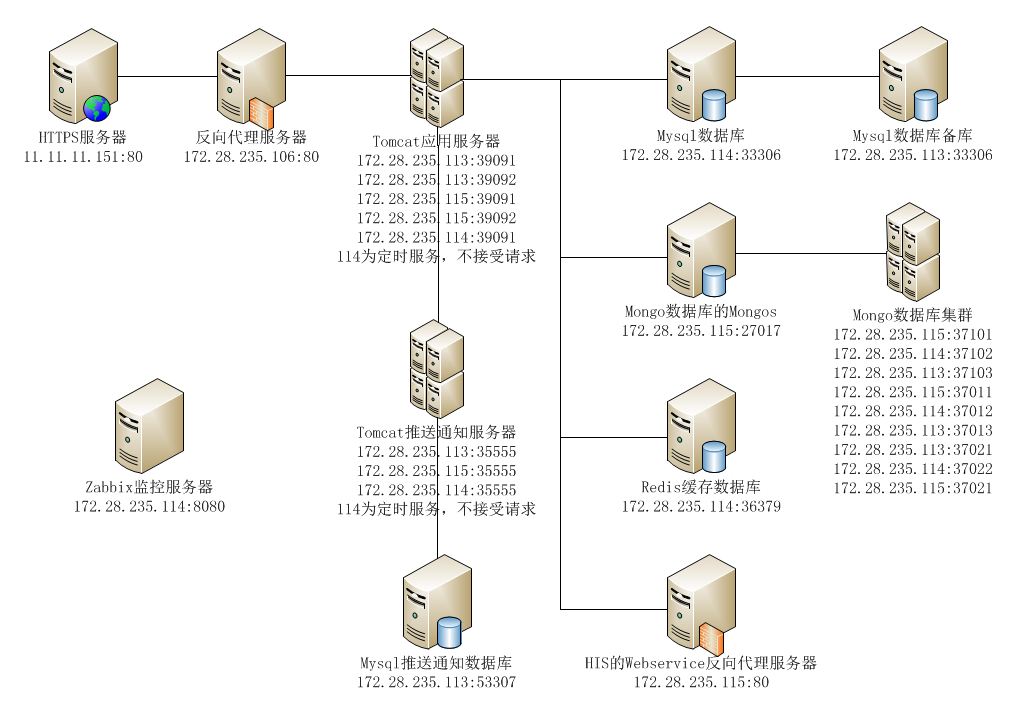 HTTPS服务器
11.11.11.151:80
反向代理服务器
172.28.235.106:80
Tomcat应用服务器
172.28.235.113:39091
172.28.235.113:39092
172.28.235.115:39091
172.28.235.115:39092
172.28.235.114:39091
114为定时服务，不接受请求
Mysql数据库
172.28.235.114:33306
Mysql数据库备库
172.28.235.113:33306
Mongo数据库的Mongos
172.28.235.115:27017
Mongo数据库集群
172.28.235.115:37101
172.28.235.114:37102
172.28.235.113:37103
172.28.235.115:37011
172.28.235.114:37012
172.28.235.113:37013
172.28.235.113:37021
172.28.235.114:37022
172.28.235.115:37021
Zabbix监控服务器
172.28.235.114:8080
Tomcat推送通知服务器
172.28.235.113:35555
172.28.235.115:35555
172.28.235.114:35555
114为定时服务，不接受请求
Redis缓存数据库
172.28.235.114:36379
Mysql推送通知数据库
172.28.235.113:53307
HIS的Webservice反向代理服务器
172.28.235.115:80